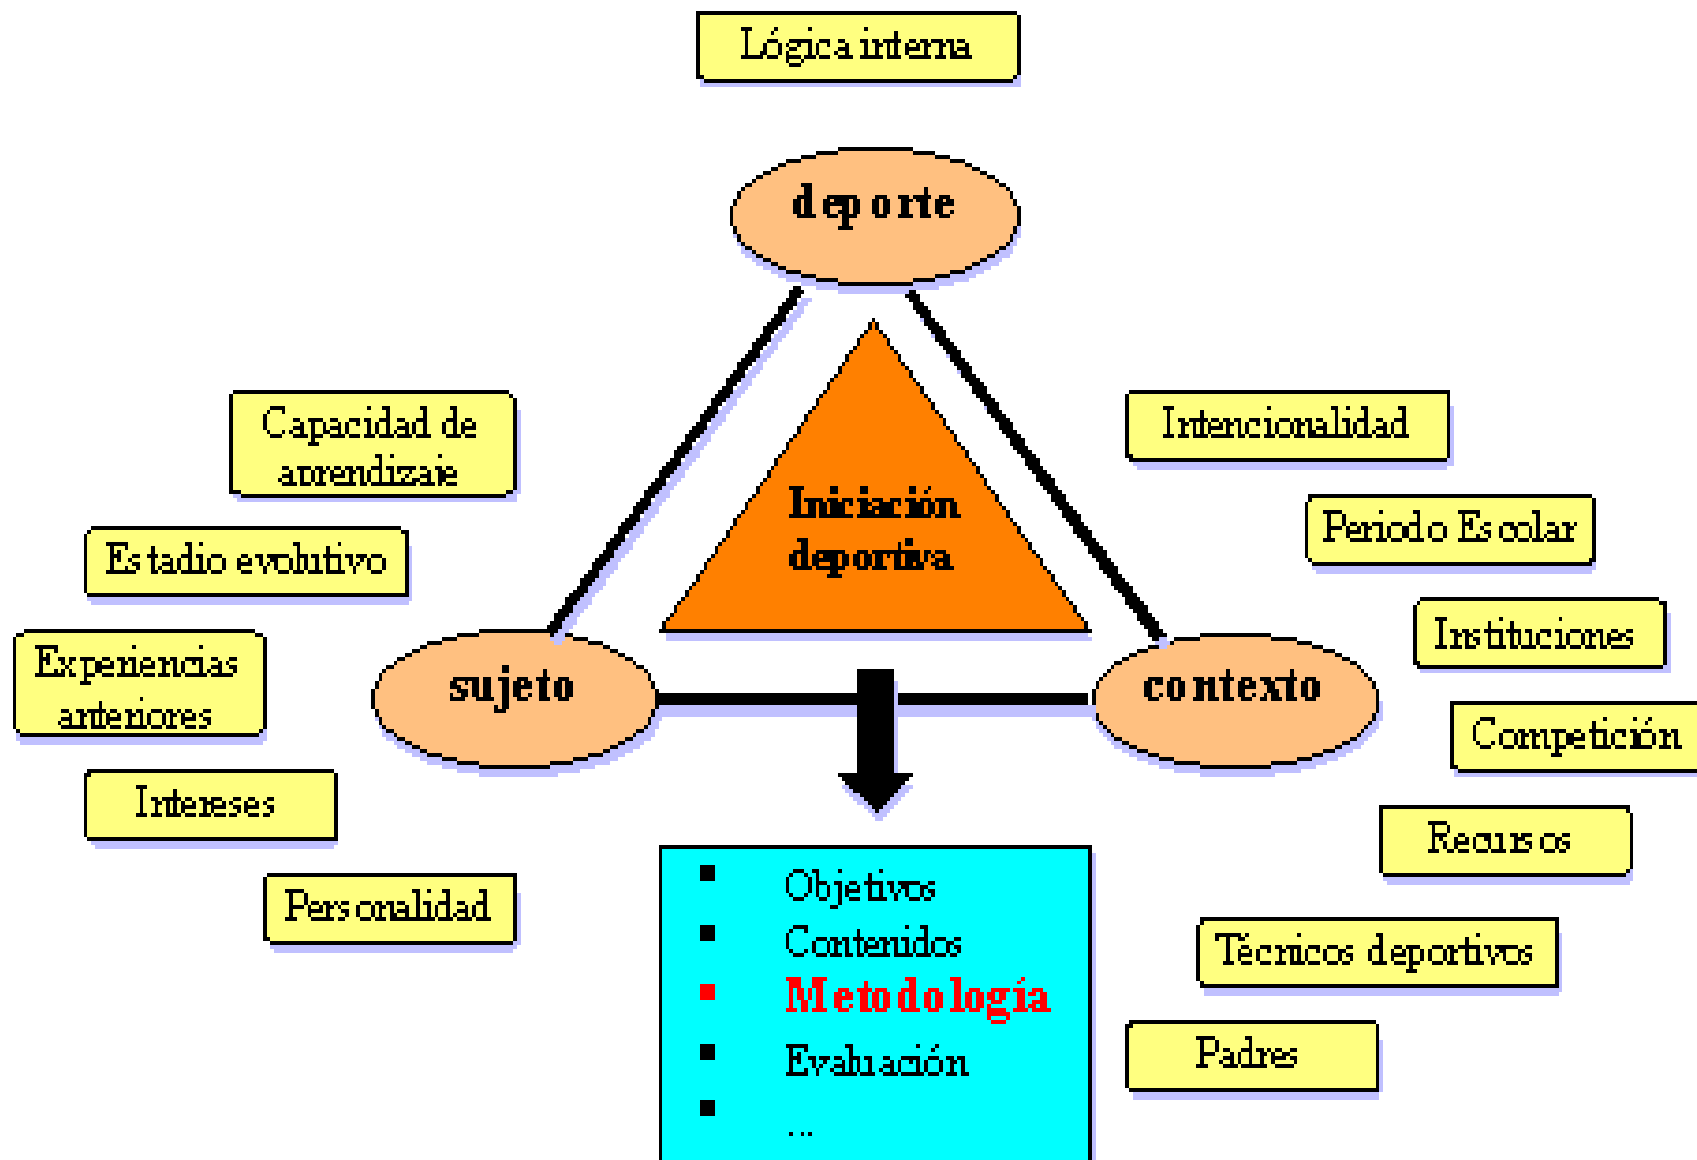 Lógica interna
deporte
Capacidad de
aprendizaje
Estadio evolutivo
Experiencias
anteriores
Intereses
Personalidad
sujeto
Iniciación
deportiva
contexto
Intencionalidad
Periodo Escolar
Instituciones
Competición
Recursos
Técnicos deportivos
Padres
Objetivos
Contenidos
Metodología
Evaluación
...